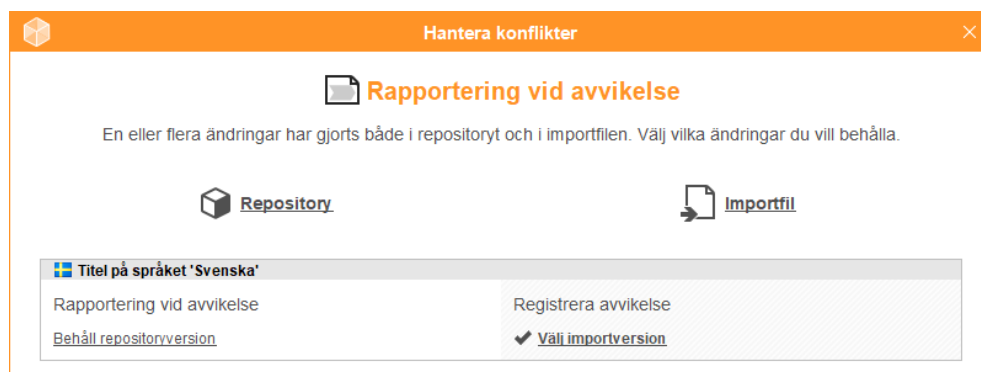 Hantera konflikter
Rapportering vid avvikelse
En eller flera ändringar har gjorts både i repositoryt och i importfilen. Välj vilka ändringar du vill behålla.
Repository
Importfil
Titel på språket 'Svenska'
Rapportering vid avvikelse
Registrera avvikelse
Behåll repositoryversion
Välj importversion